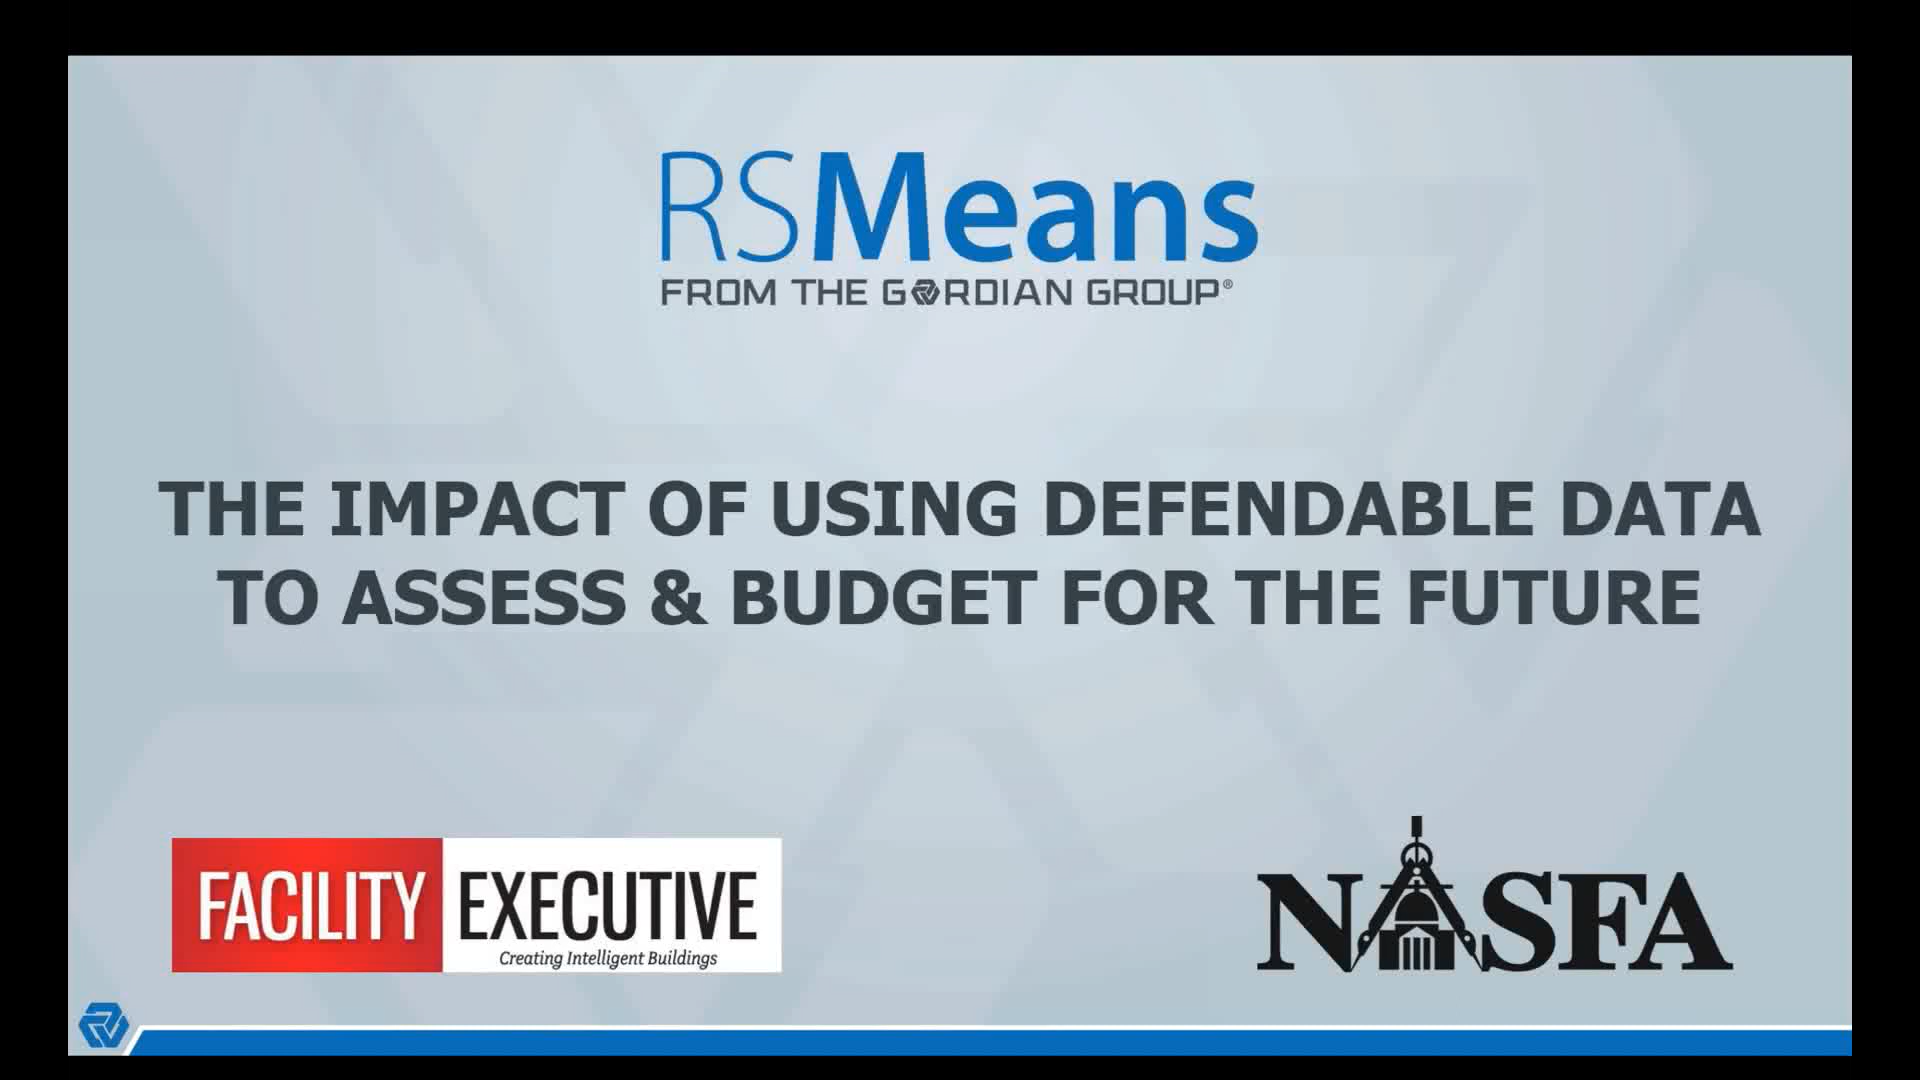 RSMeans
FROM THE GORDIAN GROUP®
THE IMPACT OF USING DEFENDABLE DATA
TO ASSESS & BUDGET FOR THE FUTURE
FACILITY EXECUTIVE
Creating Intelligent Buildings
NASFA